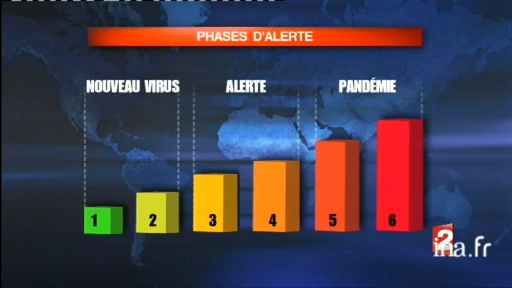 PHASES D'ALERTE
NOUVEAU VIRUS
ALERTE
PANDÉMIE
1
2
3
4
5
6
2
ina.fr